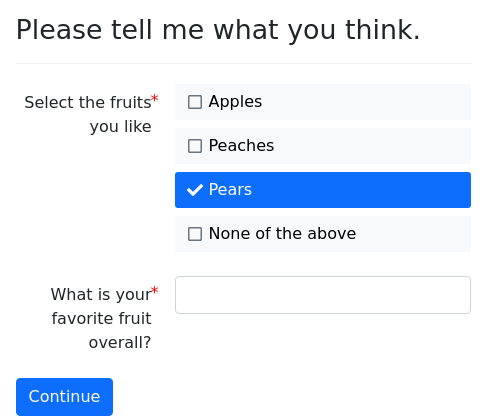 Please tell me what you think.
Select the fruits*
you like
Apples
Peaches
Pears
None of the above
What is your*
favorite fruit
overall?
Continue